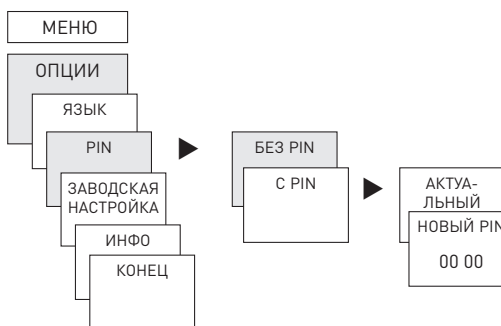 МЕНЮ
ОПЦИИ
ЯЗЫК
PIN
ЗАВОДСКАЯ
НАСТРОЙКА
ИНФО
КОНЕЦ
БЕЗ PIN
С PIN
АКТУА-
ЛЬНЫЙ
НОВЫЙ PIN
00 00